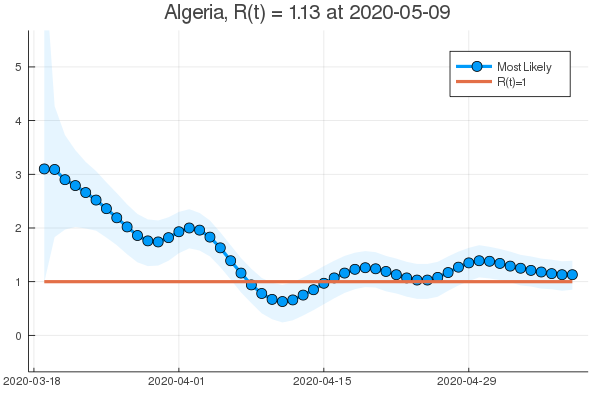 Algeria, R(t) = 1.13 at 2020-05-09
Most Likely
R(t)=1
5
4
3
2
1
0
2020-03-18 2020-04-01 2020-04-15 2020-04-29